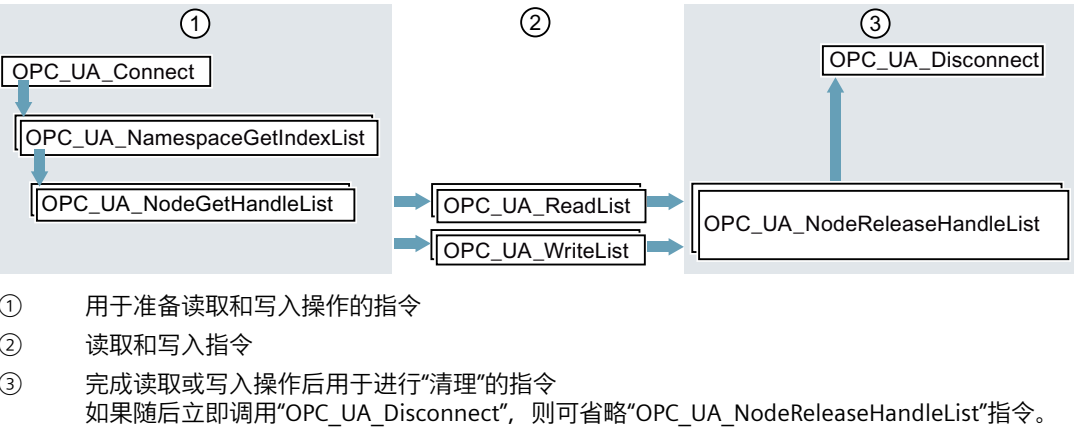 ①
②
③
OPC_UA_Connect
OPC_UA_NamespaceGetIndexList
OPC_UA_NodeGetHandleList
OPC_UA_ReadList
OPC_UA_WriteList
OPC_UA_Disconnect
OPC_UA_NodeReleaseHandleList
① 用于准备读取和写入操作的指令
② 读取和写入指令
③ 完成读取或写入操作后用于进行“清理”的指令
如果随后立即调用“OPC_UA_Disconnect”，则可省略“OPC_UA_NodeReleaseHandleList”指令。